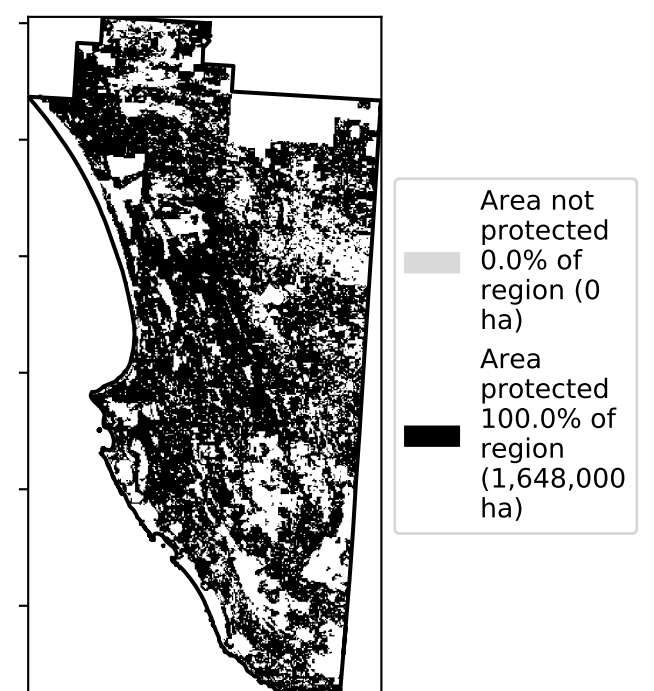 Area not
protected
0.0% of
region (0
ha)
Area
protected
100.0% of
region
(1,648,000
ha)